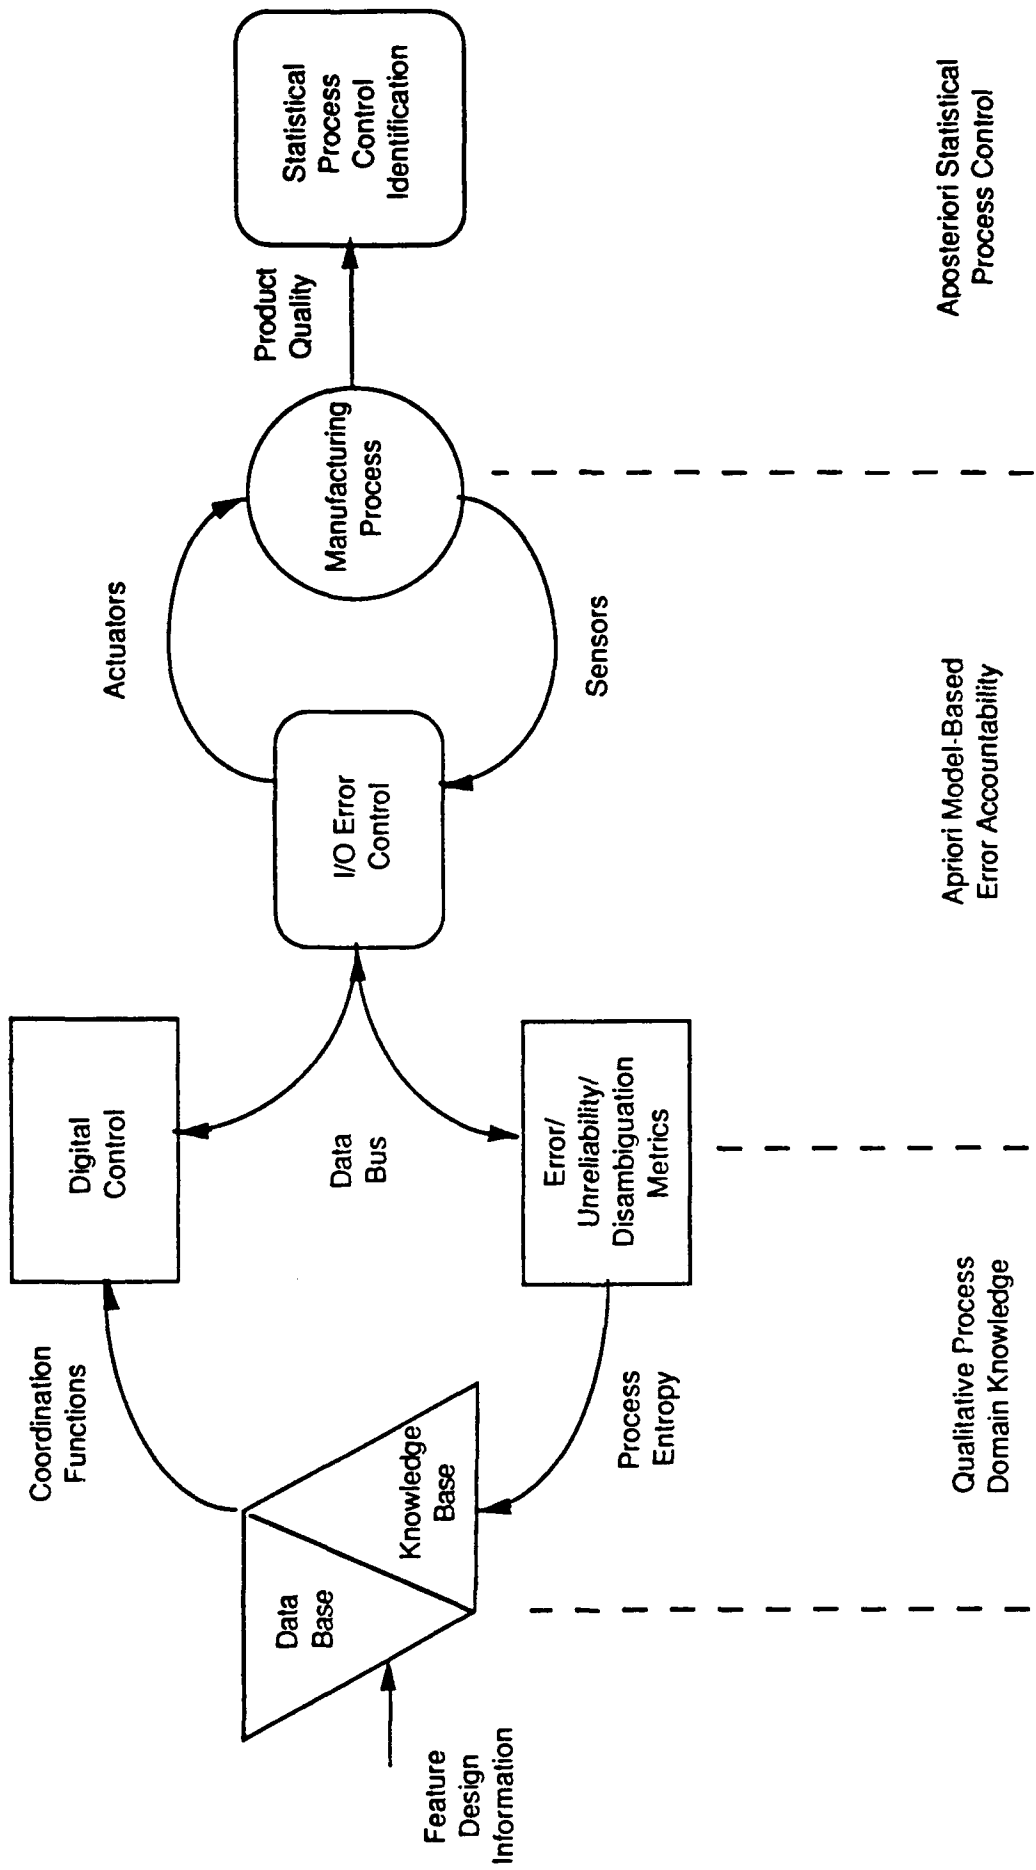 Feature
Design
Information
Data
Base
Knowledge
Base
Coordination
Functions
Process
Entropy
Digital
Control
Data
Bus
Error/
Unreliability/
Disambiguation
Metrics
I/O Error
Control
Actuators
Sensors
Manufacturing
Process
Product
Quality
Statistical
Process
Control
Identification
Qualitative Process
Domain Knowledge
Apriori Model-Based
Error Accountability
Aposteriori Statistical
Process Control